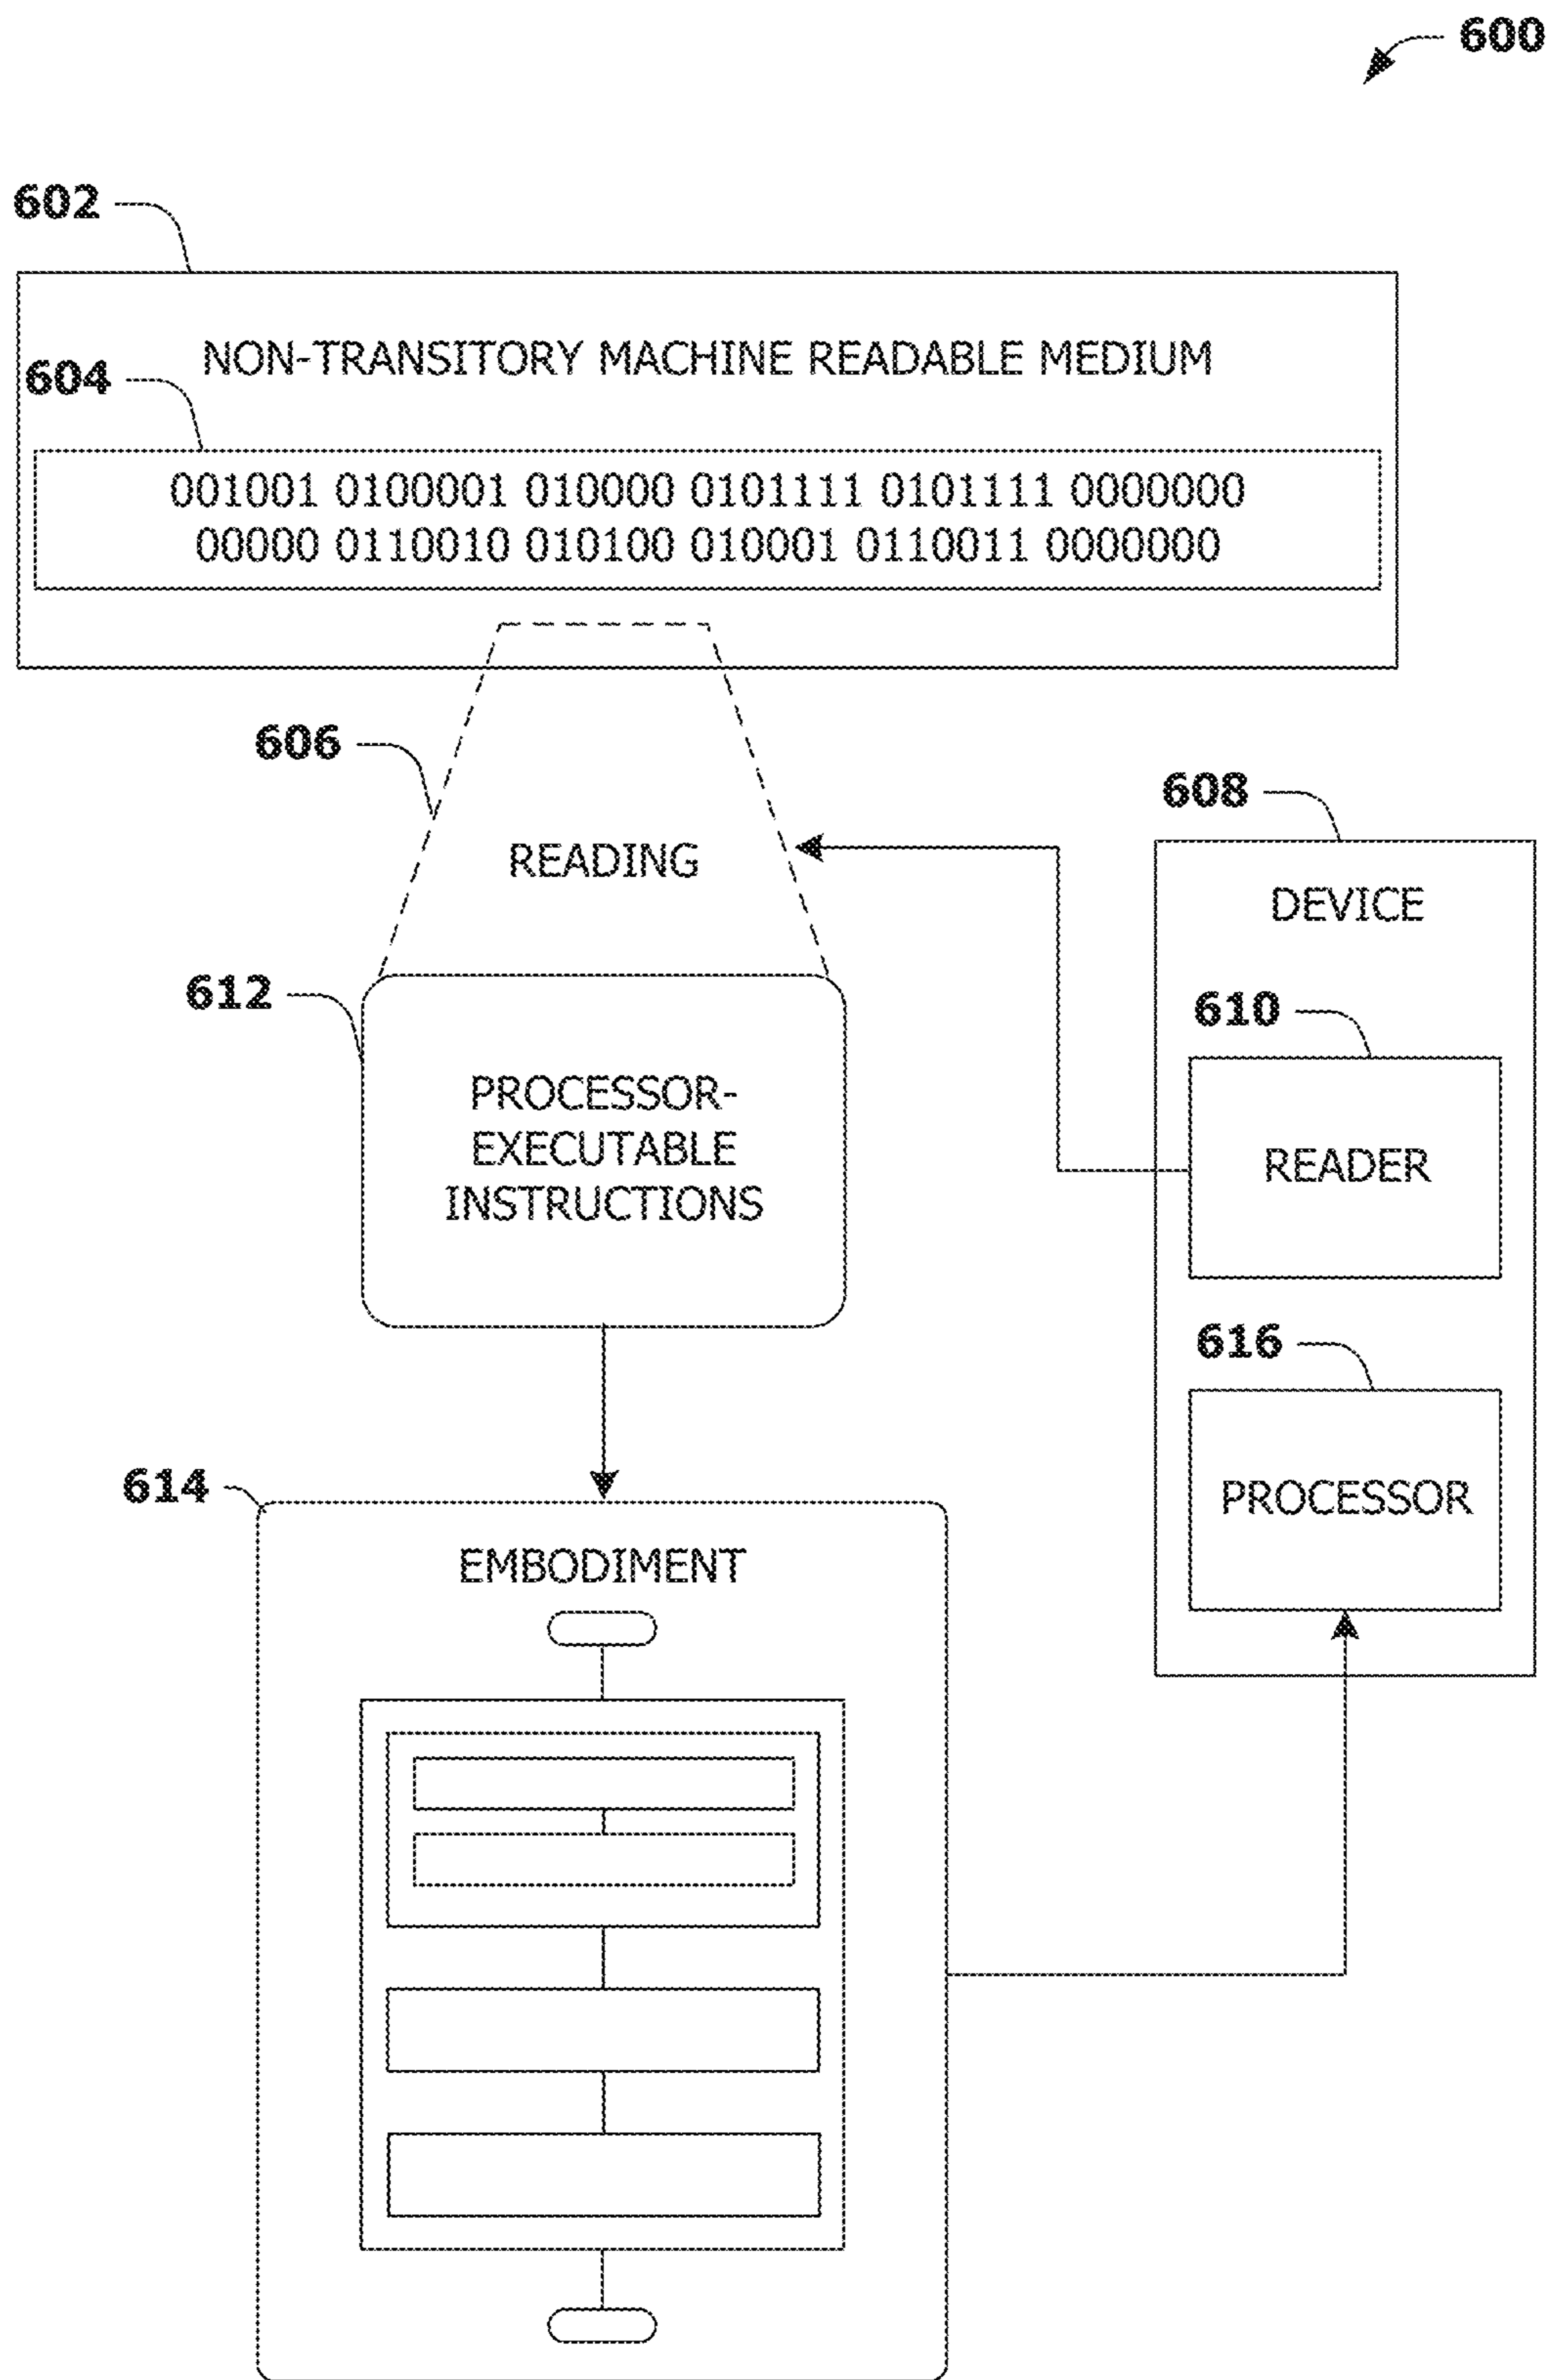 600
602
NON-TRANSITORY MACHINE READABLE MEDIUM
604
001001 0100001 010000 0101111 0101111 0000000
00000 0110010 010100 010001 0110011 0000000
606
READING
608
DEVICE
610
READER
612
PROCESSOR-
EXECUTABLE
INSTRUCTIONS
616
PROCESSOR
614
EMBODIMENT